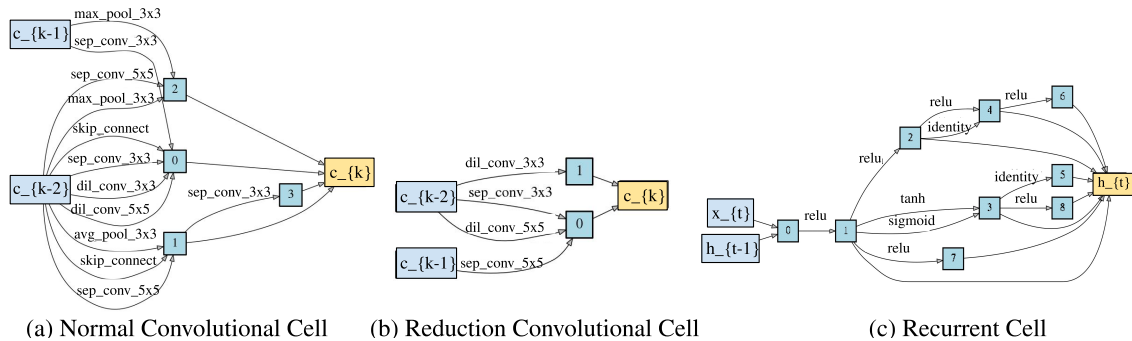 max_pool_3x3
c_{k-1}
sep_conv_3x3
sep_conv_5x5
2
max_pool_3x3
skip_connect
0
sep_conv_3x3
c_{k-2}
dil_conv_3x3
sep_conv_3x3
3
c_{k}
dil_conv_5x5
avg_pool_3x3
1
skip_connect
sep_conv_5x5
(a) Normal Convolutional Cell
dil_conv_3x3
1
c_{k-2}
sep_conv_3x3
c_{k}
dil_conv_5x5
0
c_{k-1}
sep_conv_5x5
(b) Reduction Convolutional Cell
relu
4
relu
6
2
identity
relu
identity
5
h_{t}
tanh
3
relu
8
sigmoid
x_{t}
relu
0
1
h_{t-1}
relu
7
(c) Recurrent Cell